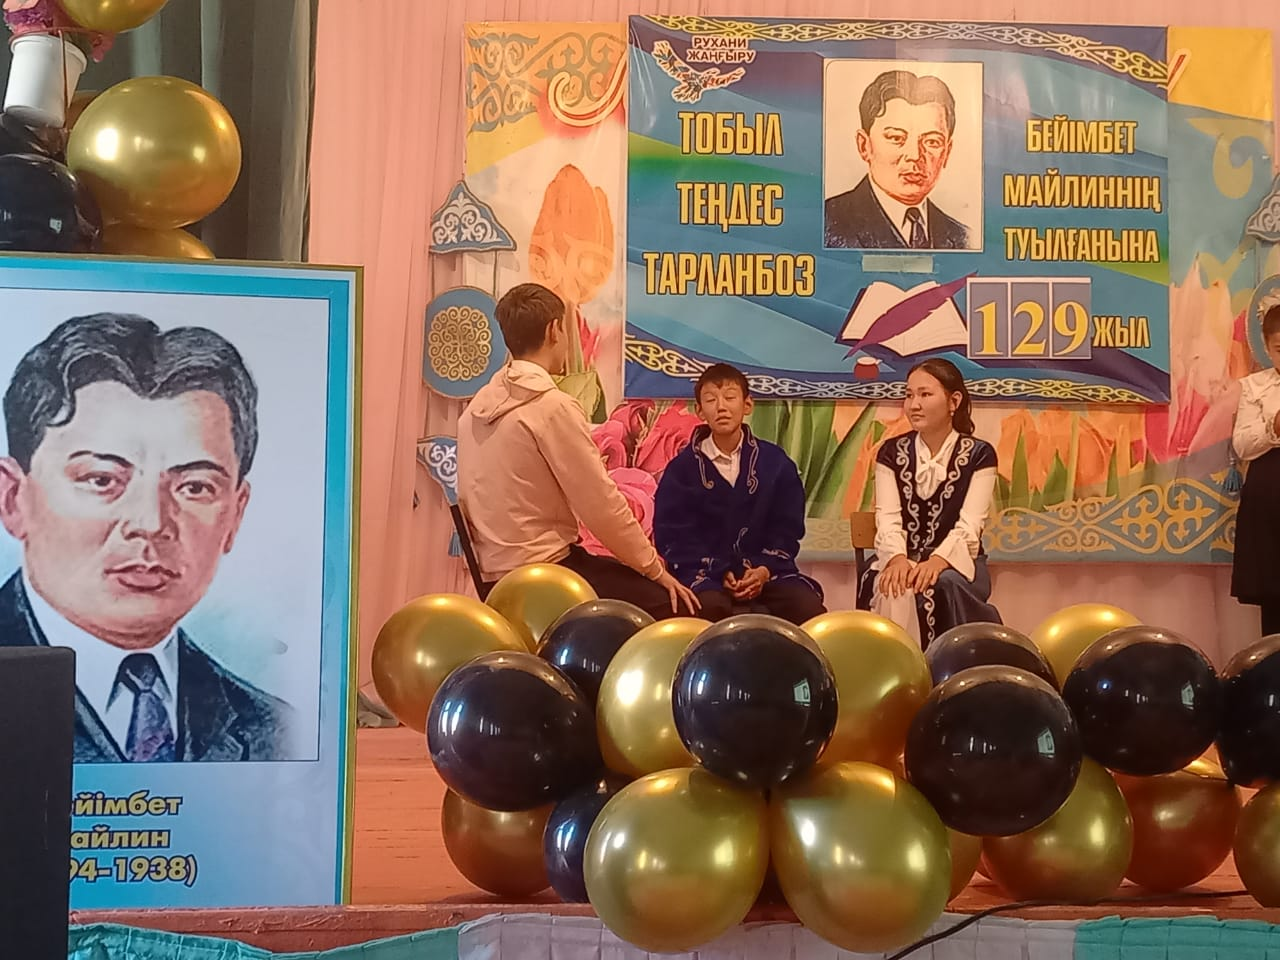 РУХАНИ
ЖАҢҒЫРУ
ТОБЫЛ
ТЕҢДЕС
ТАРЛАНБОЗ
БЕЙІМБЕТ
МАЙЛИННІҢ
ТУЫЛҒАНЫНА
129 ЖЫЛ
йімбет
айлин
94-1938)